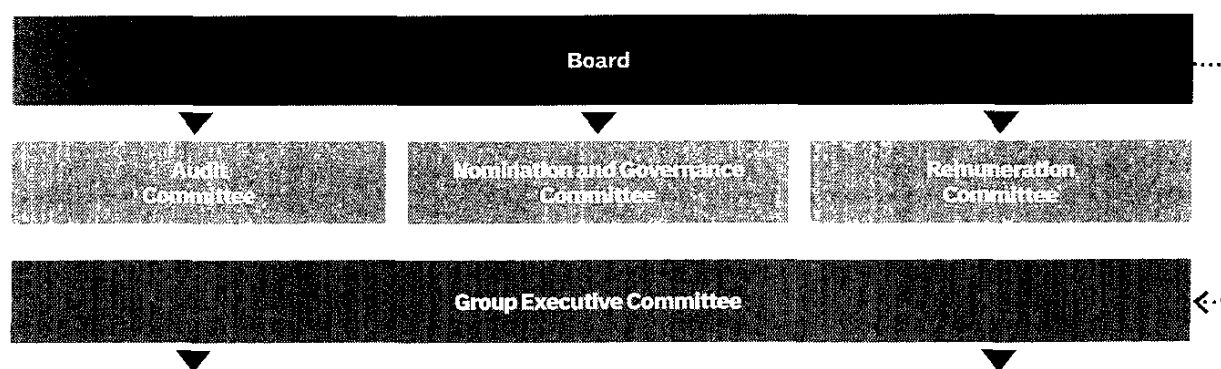 Board
Audit
Committee
Nomination and Governance
Committee
Remuneration
Committee
Group Executive Committee